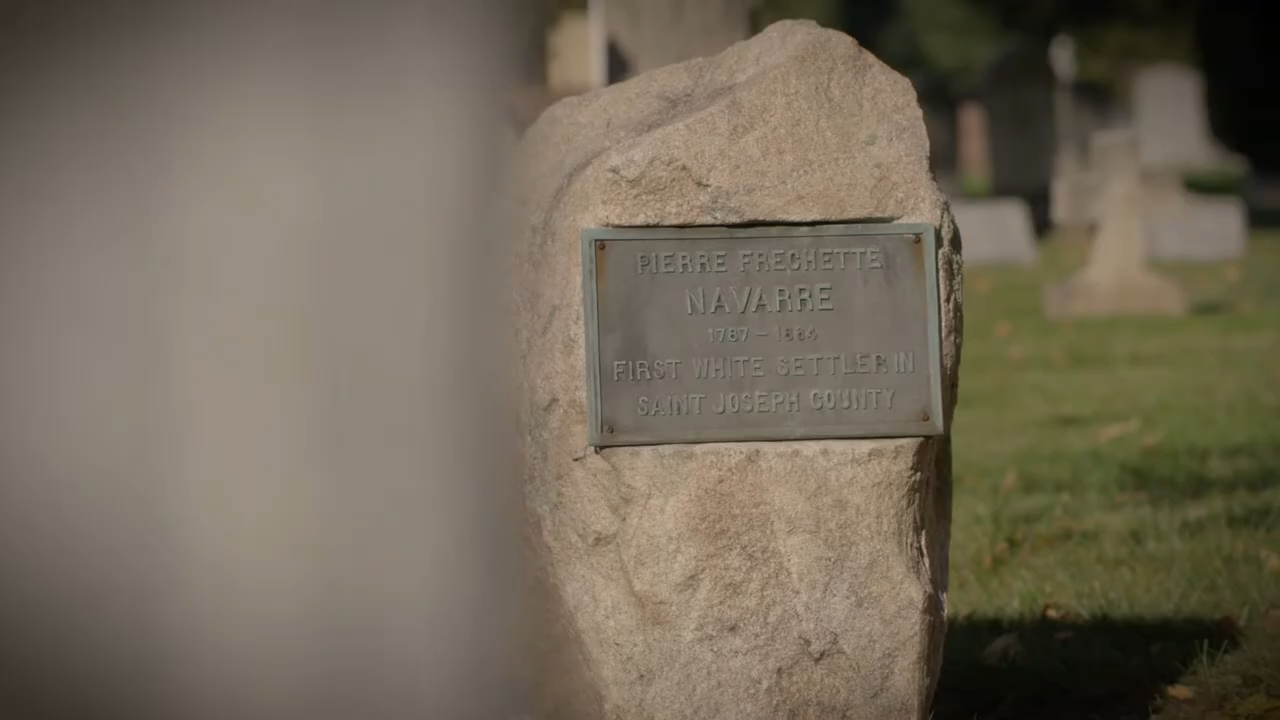 PIERRE FRECHETTE
NAVARRE
1787 – 1864
FIRST WHITE SETTLER IN
SAINT JOSEPH COUNTY